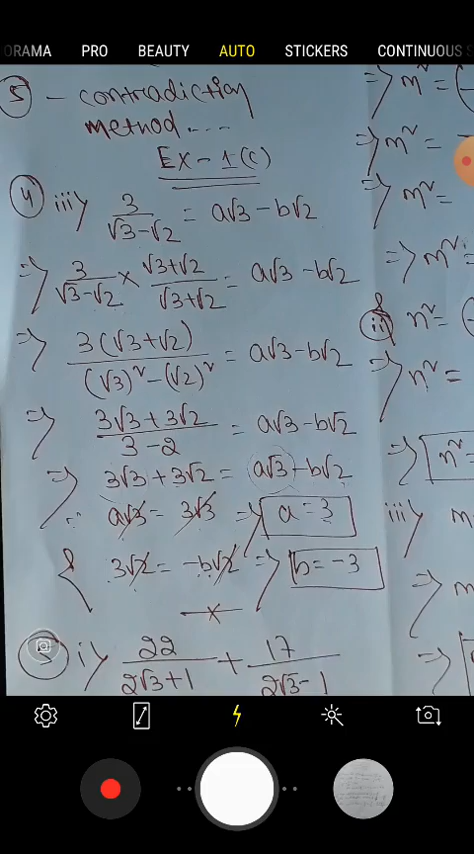 ORAMA PRO BEAUTY AUTO STICKERS CONTINUOUS S
5 - contradiction
method....
Ex-1(c)
4 iii) 3/(√3-√2) = a√3-b√2
=> 3/(√3-√2) × (√3+√2)/(√3+√2) = a√3-b√2
=> 3(√3+√2)/((√3)²-(√2)²) = a√3-b√2
=> (3√3+3√2)/(3-2) = a√3-b√2
=> 3√3+3√2 = a√3-b√2
a√3 = 3√3 => a=3
& 3√2 = -b√2 => b=-3
×
5 i) 22/(2√3+1) + 17/(2√3-1)
=> m² = (
=> m² =
=> m² =
=> m² =
& ii) n² = (
=> n² =
=> n² =
iii) m
=> m
=>